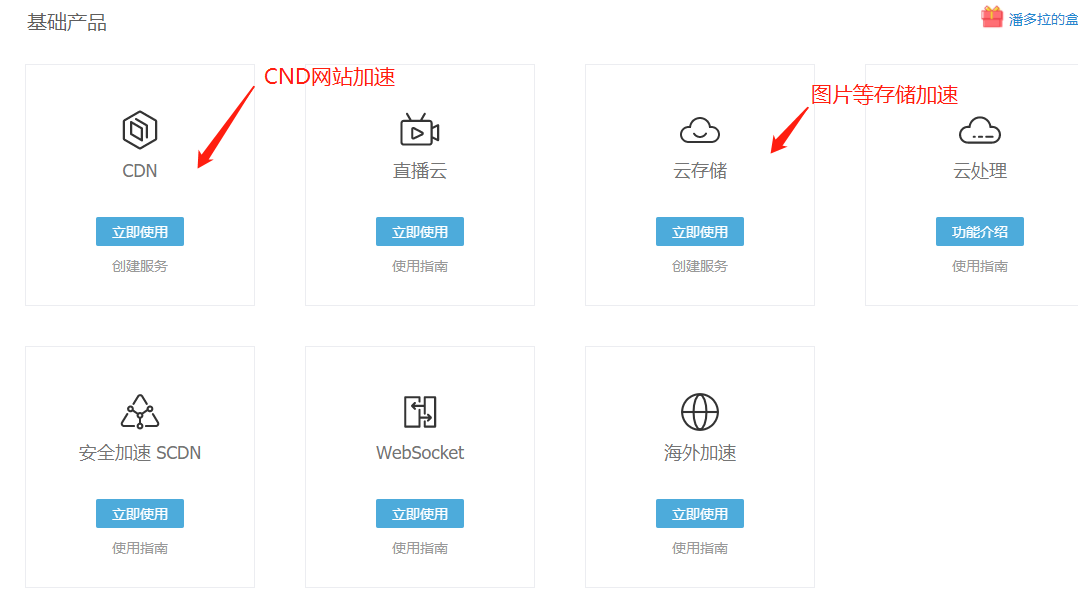 基础产品
潘多拉的盒
CND网站加速
图片等存储加速
CDN
直播云
云存储
云处理
立即使用
立即使用
立即使用
功能介绍
创建服务
使用指南
创建服务
使用指南
安全加速 SCDN
WebSocket
海外加速
立即使用
立即使用
立即使用
使用指南
使用指南
使用指南